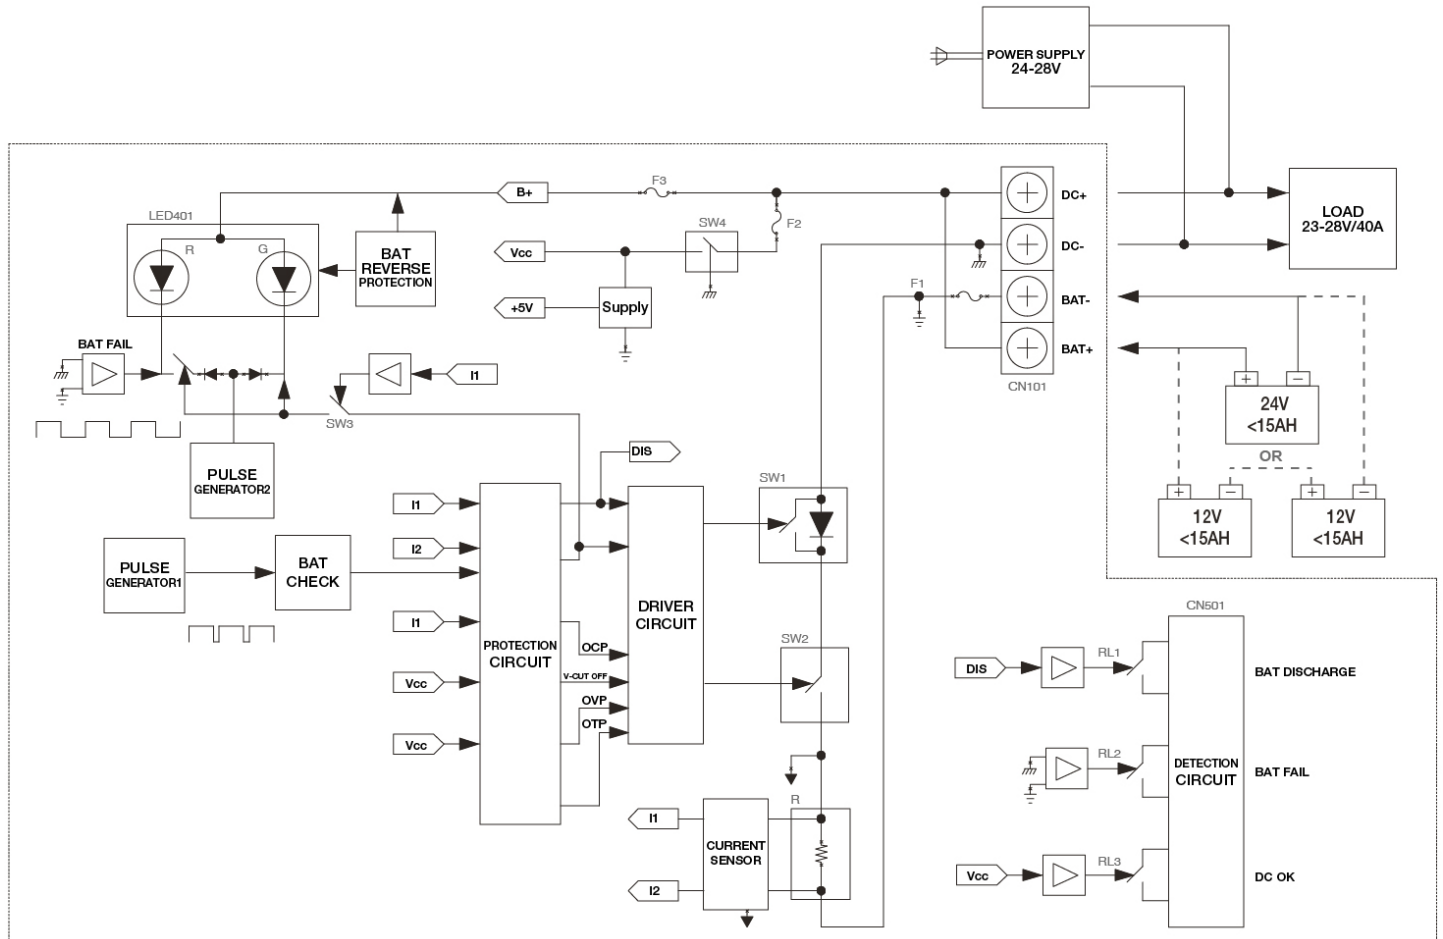 POWER SUPPLY
24-28V
LOAD
23-28V/40A
B+
F3
DC+
LED401
R
G
BAT
REVERSE
PROTECTION
SW4
F2
Vcc
DC-
+5V
Supply
F1
BAT-
BAT+
CN101
BAT FAIL
I1
SW3
+
−
24V
<15AH
OR
PULSE
GENERATOR2
DIS
SW1
+
−
12V
<15AH
+
−
12V
<15AH
I1
I2
PULSE
GENERATOR1
BAT
CHECK
I1
Vcc
Vcc
PROTECTION
CIRCUIT
OCP
V-CUT OFF
OVP
OTP
DRIVER
CIRCUIT
SW2
CN501
DIS
RL1
BAT DISCHARGE
RL2
DETECTION
CIRCUIT
BAT FAIL
Vcc
RL3
DC OK
I1
I2
CURRENT
SENSOR
R